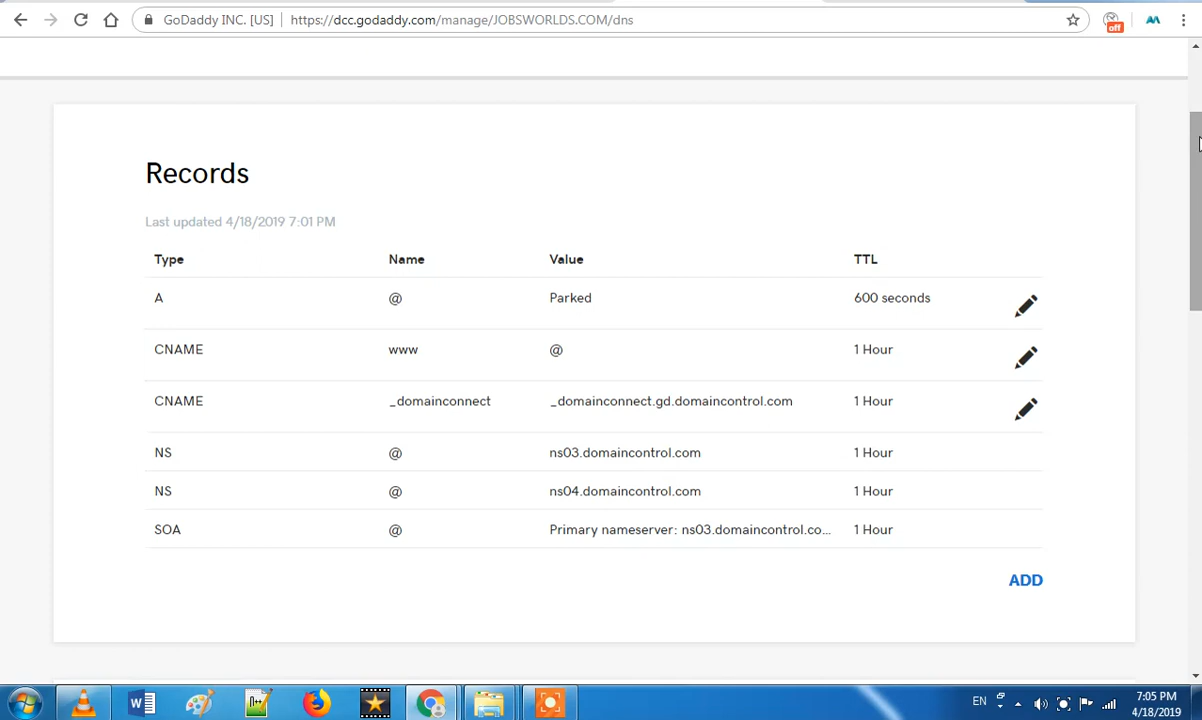 GoDaddy INC. [US] https://dcc.godaddy.com/manage/JOBSWORLDS.COM/dns
off
Records
Last updated 4/18/2019 7:01 PM
Type Name Value TTL
A @ Parked 600 seconds
CNAME www @ 1 Hour
CNAME _domainconnect _domainconnect.gd.domaincontrol.com 1 Hour
NS @ ns03.domaincontrol.com 1 Hour
NS @ ns04.domaincontrol.com 1 Hour
SOA @ Primary nameserver: ns03.domaincontrol.co... 1 Hour
ADD
EN 7:05 PM
4/18/2019